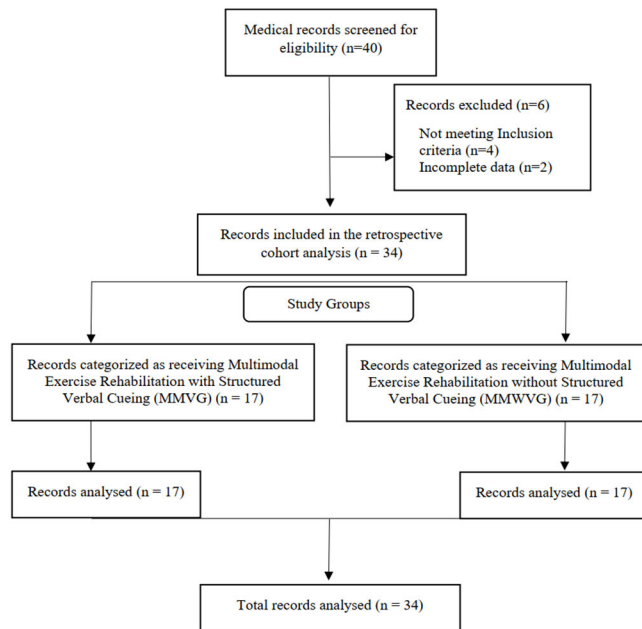 Medical records screened for
eligibility (n=40)
Records excluded (n=6)
Not meeting Inclusion
criteria (n=4)
Incomplete data (n=2)
Records included in the retrospective
cohort analysis (n = 34)
Study Groups
Records categorized as receiving Multimodal
Exercise Rehabilitation with Structured
Verbal Cueing (MMVG) (n = 17)
Records categorized as receiving Multimodal
Exercise Rehabilitation without Structured
Verbal Cueing (MMWVG) (n = 17)
Records analysed (n = 17)
Records analysed (n = 17)
Total records analysed (n = 34)